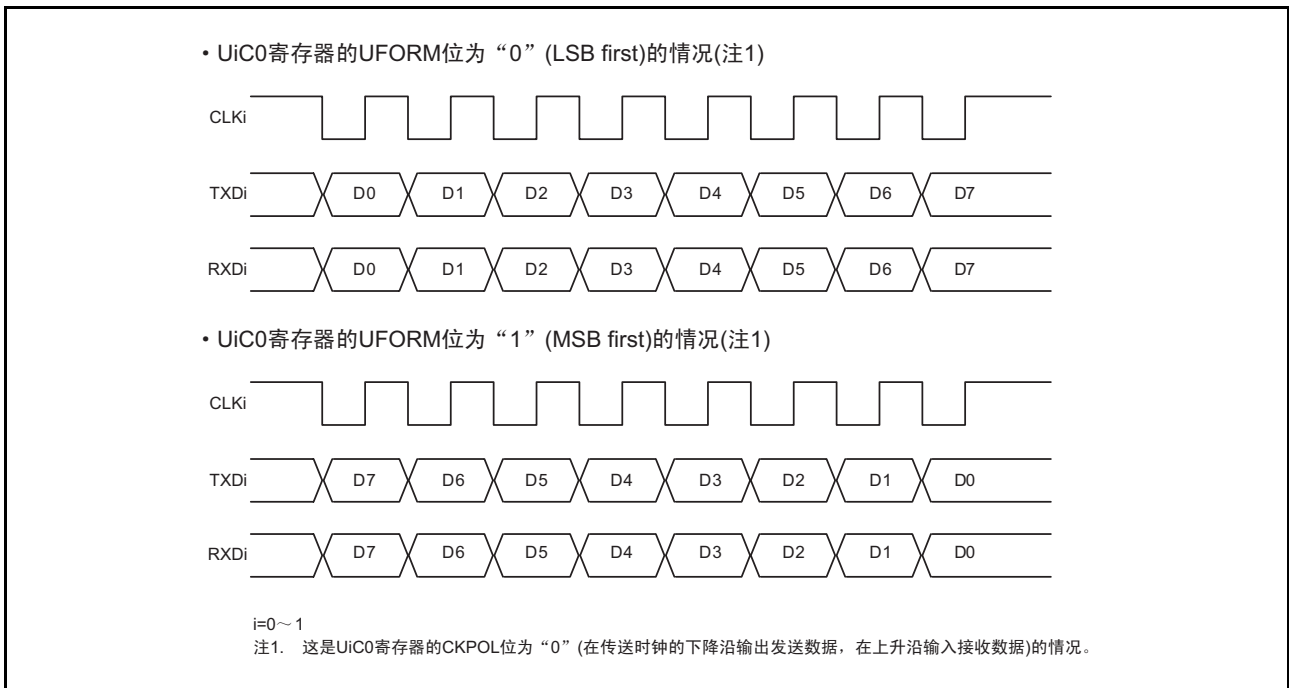 ・UiC0寄存器的UFORM位为“0”(LSB first)的情况(注1)
CLKi
TXDi D0 D1 D2 D3 D4 D5 D6 D7
RXDi D0 D1 D2 D3 D4 D5 D6 D7
・UiC0寄存器的UFORM位为“1”(MSB first)的情况(注1)
CLKi
TXDi D7 D6 D5 D4 D3 D2 D1 D0
RXDi D7 D6 D5 D4 D3 D2 D1 D0
i=0～1
注1. 这是UiC0寄存器的CKPOL位为“0”(在传送时钟的下降沿输出发送数据，在上升沿输入接收数据)的情况。